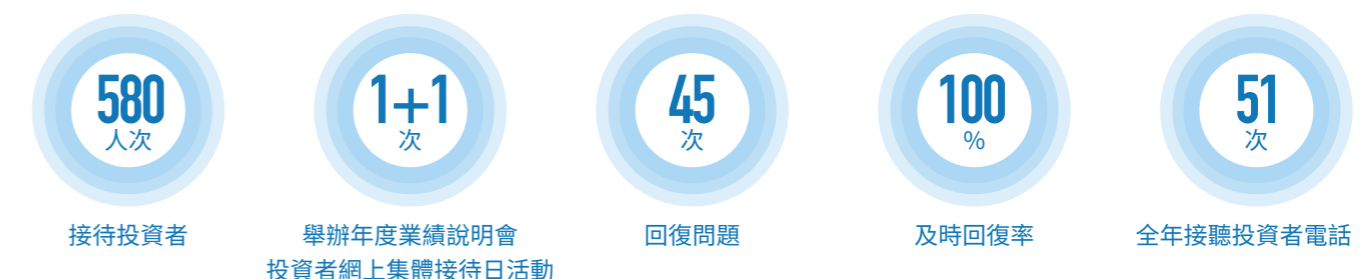 580
人次
接待投資者
1+1
次
舉辦年度業績說明會
投資者網上集體接待日活動
45
次
回復問題
100
%
及時回復率
51
次
全年接聽投資者電話